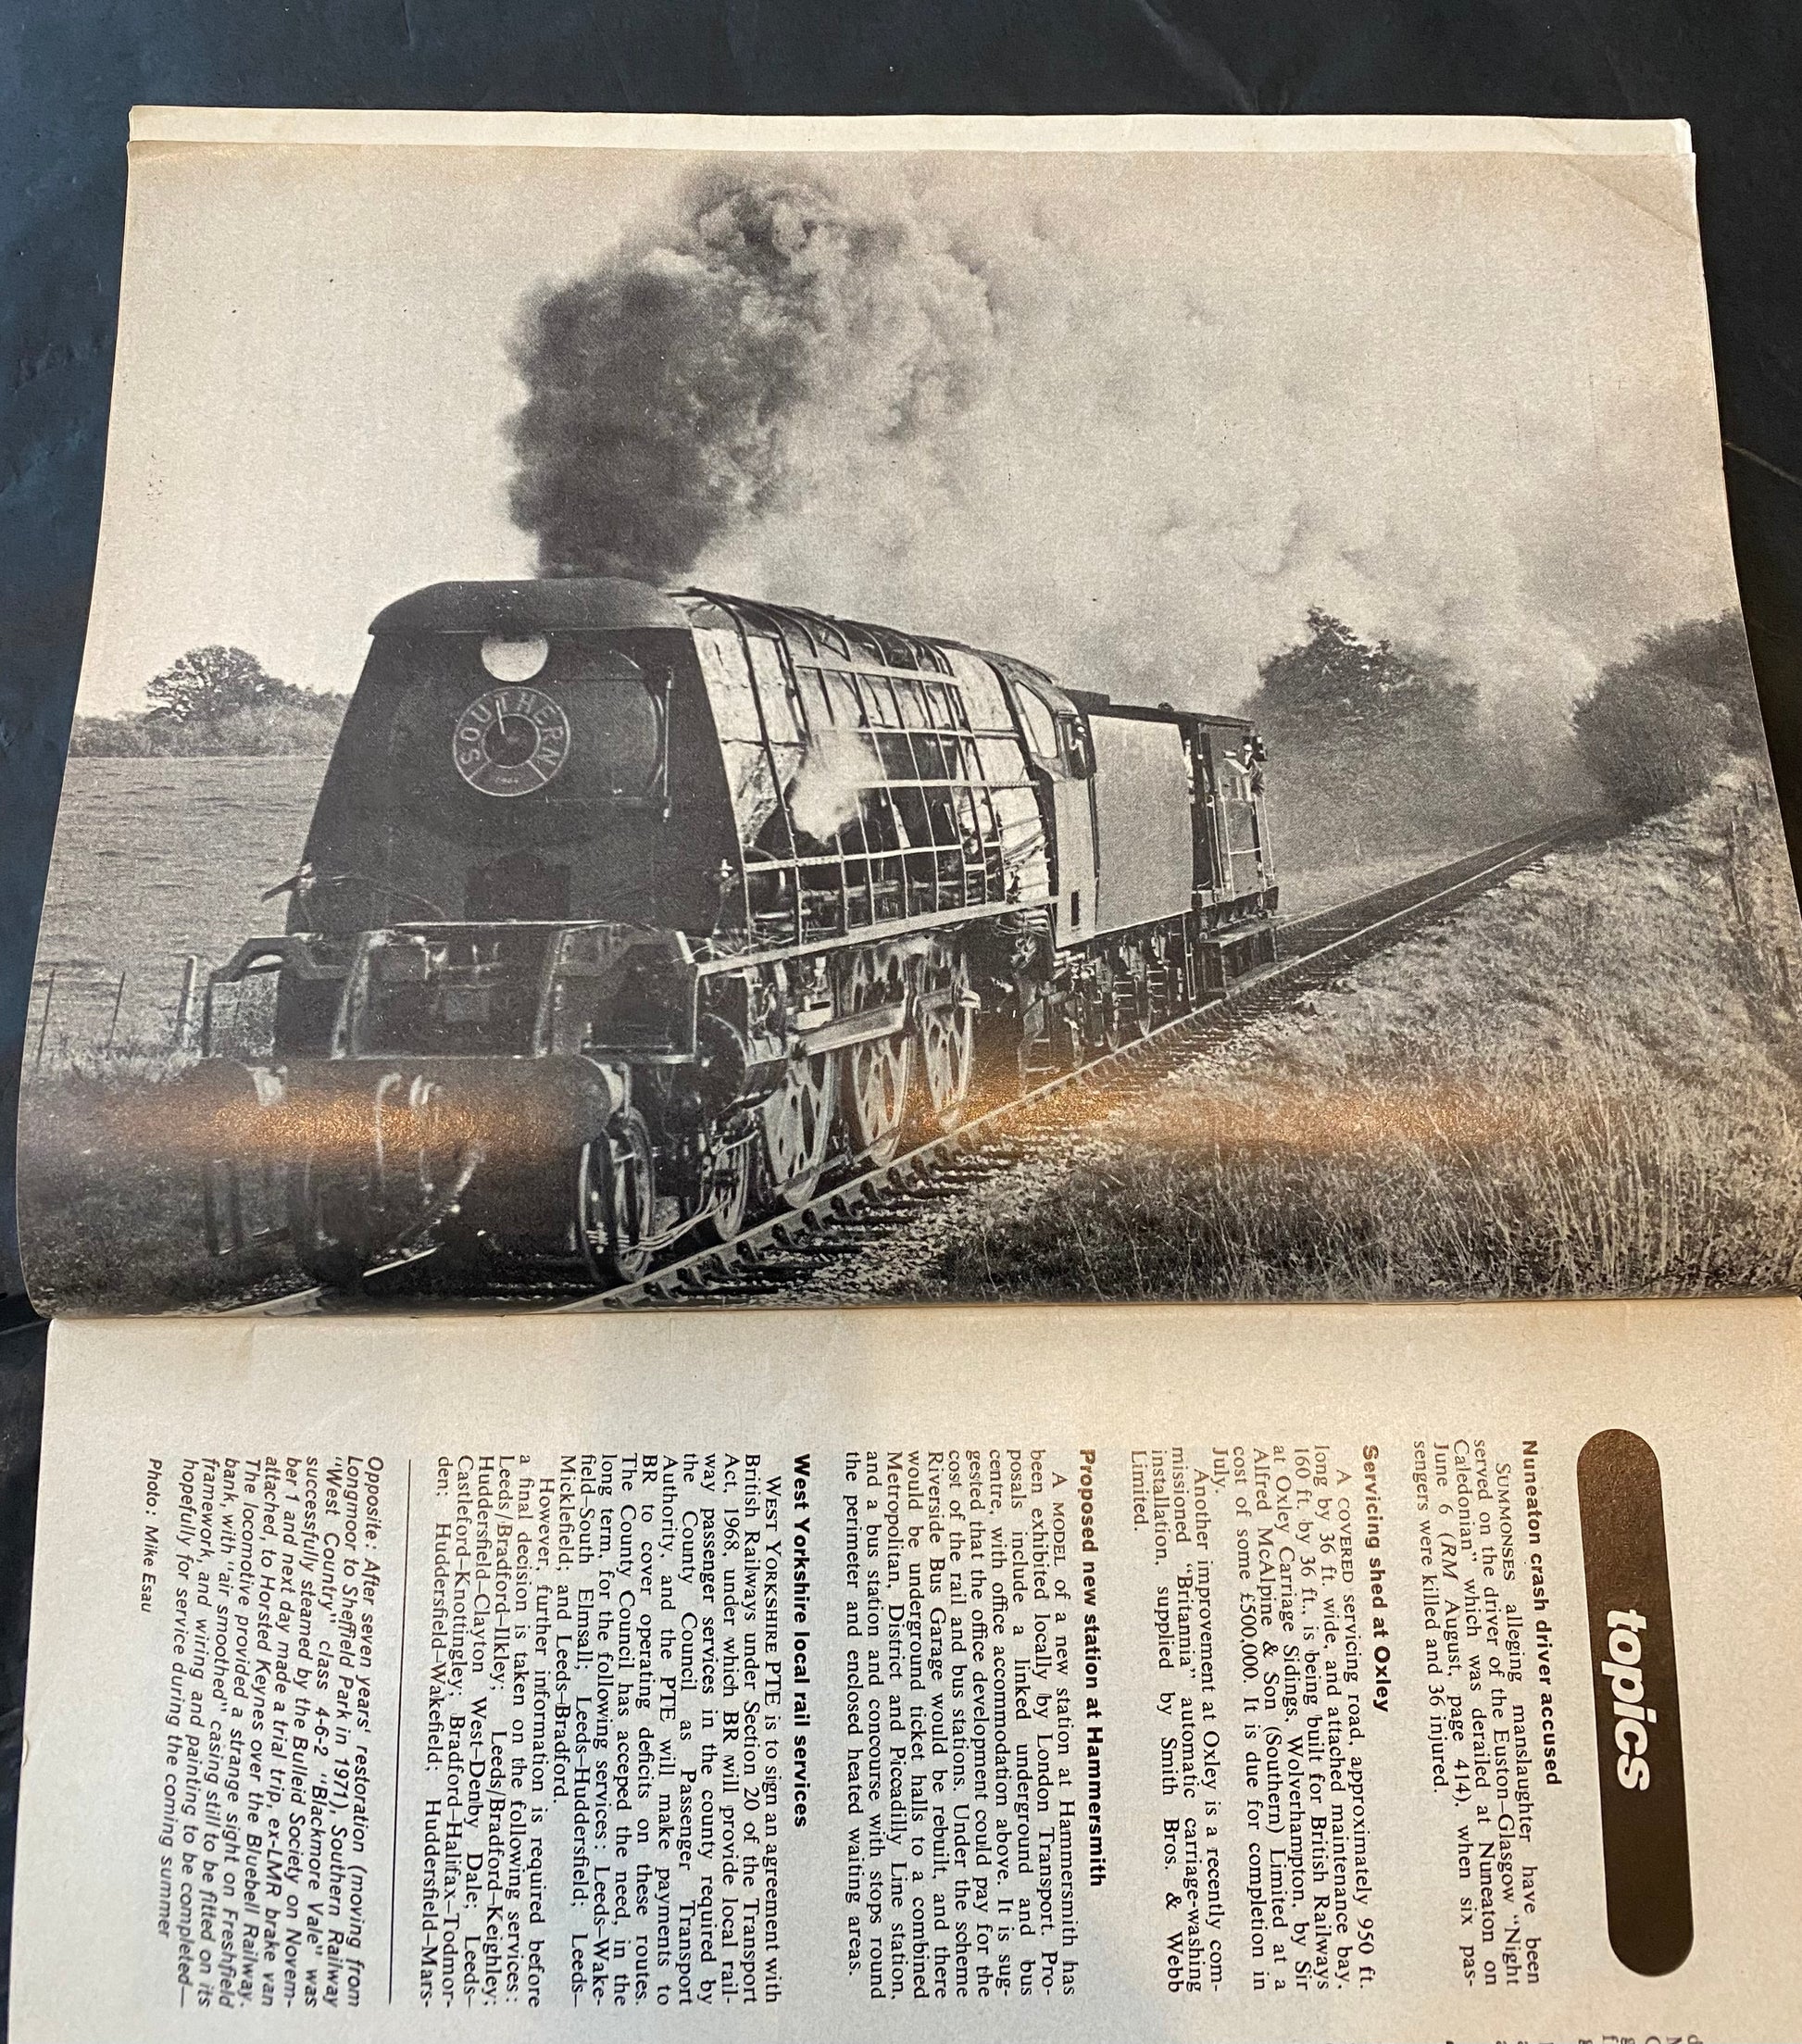 SOUTHERN
topics
Nuneaton crash driver accused
SUMMONSES alleging manslaughter have been
served on the driver of the Euston–Glasgow “Night
Caledonian” which was derailed at Nuneaton on
June 6 (RM August, page 414), when six pas-
sengers were killed and 36 injured.
Servicing shed at Oxley
A COVERED servicing road, approximately 950 ft.
long by 36 ft. wide, and attached maintenance bay,
160 ft. by 36 ft., is being built for British Railways
at Oxley Carriage Sidings, Wolverhampton, by Sir
Alfred McAlpine & Son (Southern) Limited at a
cost of some £500,000. It is due for completion in
July.
Another improvement at Oxley is a recently com-
missioned “Britannia” automatic carriage-washing
installation, supplied by Smith Bros. & Webb
Limited.
Proposed new station at Hammersmith
A MODEL of a new station at Hammersmith has
been exhibited locally by London Transport. Pro-
posals include a linked underground and bus
centre, with office accommodation above. It is sug-
gested that the office development could pay for the
cost of the rail and bus stations. Under the scheme
Riverside Bus Garage would be rebuilt, and there
would be underground ticket halls to a combined
Metropolitan, District and Piccadilly Line station,
and a bus station and concourse with stops round
the perimeter and enclosed heated waiting areas.
West Yorkshire local rail services
WEST YORKSHIRE PTE is to sign an agreement with
British Railways under Section 20 of the Transport
Act, 1968, under which BR will provide local rail-
way passenger services in the county required by
the County Council as Passenger Transport
Authority, and the PTE will make payments to
BR to cover operating deficits on these routes.
The County Council has acceped the need, in the
long term, for the following services: Leeds–Wake-
field–South Elmsall; Leeds–Huddersfield; Leeds–
Micklefield; and Leeds–Bradford.
However, further information is required before
a final decision is taken on the following services:
Leeds/Bradford–Ilkley; Leeds/Bradford–Keighley;
Huddersfield–Clayton West–Denby Dale; Leeds–
Castleford–Knottingley; Bradford–Halifax–Todmor-
den; Huddersfield–Wakefield; Huddersfield–Mars-
Opposite: After seven years' restoration (moving from
Longmoor to Sheffield Park in 1971), Southern Railway
“West Country” class 4-6-2 “Blackmore Vale” was
successfully steamed by the Bulleid Society on Novem-
ber 1 and next day made a trial trip, ex-LMR brake van
attached, to Horsted Keynes over the Bluebell Railway.
The locomotive provided a strange sight on Freshfield
bank, with “air smoothed” casing still to be fitted on its
framework, and wiring and painting to be completed—
hopefully for service during the coming summer
Photo: Mike Esau